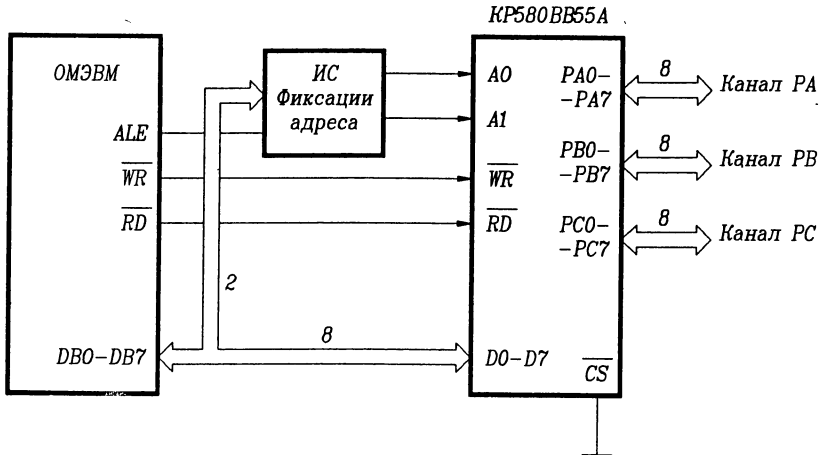 КР580ВВ55А
ОМЭВМ
ALE
WR
RD
DB0-DB7
ИС
Фиксации
адреса
2
8
A0
A1
WR
RD
D0-D7
PA0-
-PA7
PB0-
-PB7
PC0-
-PC7
CS
8
Канал PA
8
Канал PB
8
Канал PC